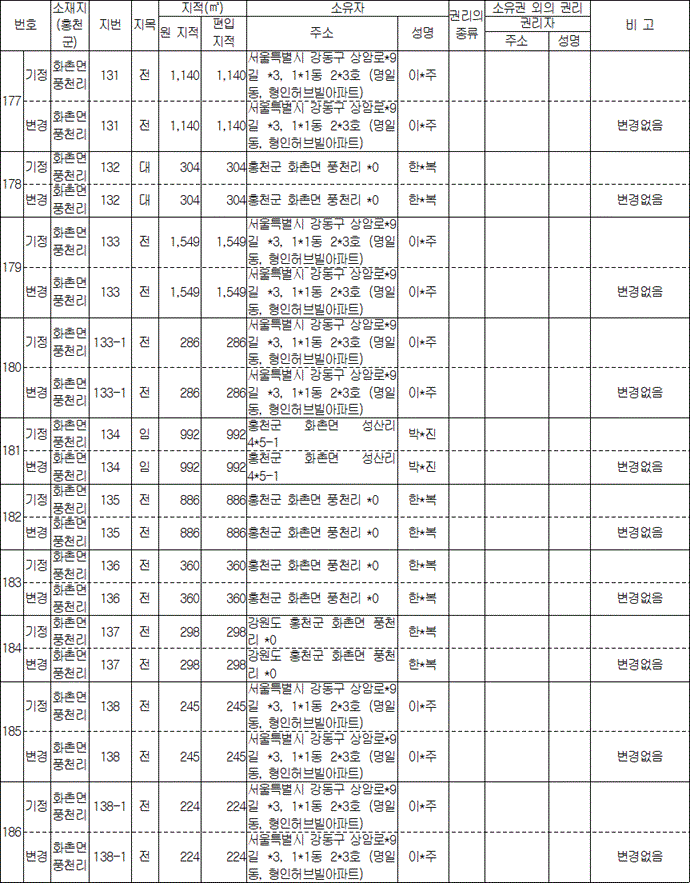 번호 소재지(홍천군) 지번 지목 지적(㎡) 소유자 소유권 외의 권리 비 고
원 지적 편입 지적 주소 성명 권리의 종류 권리자
주소 성명
177 기정 화촌면 풍천리 131 전 1,140 1,140 서울특별시 강동구 상암로*9
길 *3, 1*1동 2*3호 (명일
동, 형인허브빌아파트) 이*주
변경 화촌면 풍천리 131 전 1,140 1,140 서울특별시 강동구 상암로*9
길 *3, 1*1동 2*3호 (명일
동, 형인허브빌아파트) 이*주 변경없음
178 기정 화촌면 풍천리 132 대 304 304 홍천군 화촌면 풍천리 *0 한*복
변경 화촌면 풍천리 132 대 304 304 홍천군 화촌면 풍천리 *0 한*복 변경없음
179 기정 화촌면 풍천리 133 전 1,549 1,549 서울특별시 강동구 상암로*9
길 *3, 1*1동 2*3호 (명일
동, 형인허브빌아파트) 이*주
변경 화촌면 풍천리 133 전 1,549 1,549 서울특별시 강동구 상암로*9
길 *3, 1*1동 2*3호 (명일
동, 형인허브빌아파트) 이*주 변경없음
180 기정 화촌면 풍천리 133-1 전 286 286 서울특별시 강동구 상암로*9
길 *3, 1*1동 2*3호 (명일
동, 형인허브빌아파트) 이*주
변경 화촌면 풍천리 133-1 전 286 286 서울특별시 강동구 상암로*9
길 *3, 1*1동 2*3호 (명일
동, 형인허브빌아파트) 이*주 변경없음
181 기정 화촌면 풍천리 134 임 992 992 홍천군 화촌면 성산리
4*5-1 박*진
변경 화촌면 풍천리 134 임 992 992 홍천군 화촌면 성산리
4*5-1 박*진 변경없음
182 기정 화촌면 풍천리 135 전 886 886 홍천군 화촌면 풍천리 *0 한*복
변경 화촌면 풍천리 135 전 886 886 홍천군 화촌면 풍천리 *0 한*복 변경없음
183 기정 화촌면 풍천리 136 전 360 360 홍천군 화촌면 풍천리 *0 한*복
변경 화촌면 풍천리 136 전 360 360 홍천군 화촌면 풍천리 *0 한*복 변경없음
184 기정 화촌면 풍천리 137 전 298 298 강원도 홍천군 화촌면 풍천
리 *0 한*복
변경 화촌면 풍천리 137 전 298 298 강원도 홍천군 화촌면 풍천
리 *0 한*복 변경없음
185 기정 화촌면 풍천리 138 전 245 245 서울특별시 강동구 상암로*9
길 *3, 1*1동 2*3호 (명일
동, 형인허브빌아파트) 이*주
변경 화촌면 풍천리 138 전 245 245 서울특별시 강동구 상암로*9
길 *3, 1*1동 2*3호 (명일
동, 형인허브빌아파트) 이*주 변경없음
186 기정 화촌면 풍천리 138-1 전 224 224 서울특별시 강동구 상암로*9
길 *3, 1*1동 2*3호 (명일
동, 형인허브빌아파트) 이*주
변경 화촌면 풍천리 138-1 전 224 224 서울특별시 강동구 상암로*9
길 *3, 1*1동 2*3호 (명일
동, 형인허브빌아파트) 이*주 변경없음